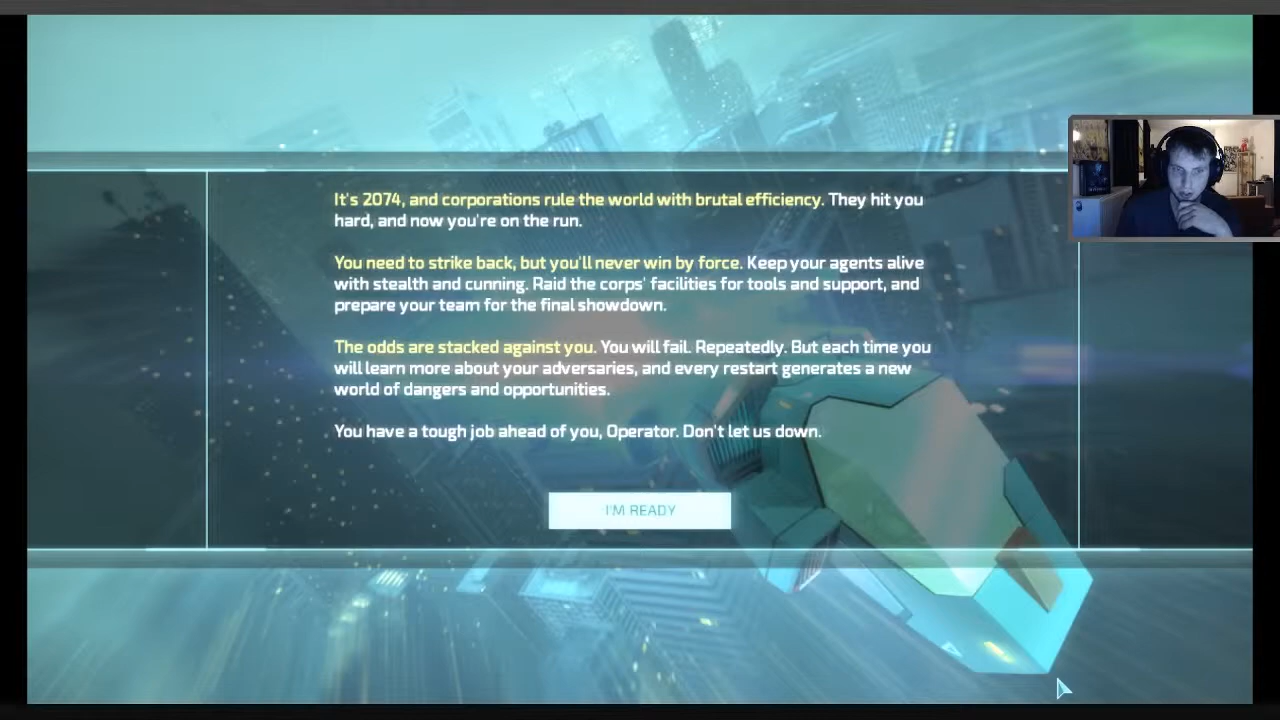 It's 2074, and corporations rule the world with brutal efficiency. They hit you
hard, and now you're on the run.
You need to strike back, but you'll never win by force. Keep your agents alive
with stealth and cunning. Raid the corps' facilities for tools and support, and
prepare your team for the final showdown.
The odds are stacked against you. You will fail. Repeatedly. But each time you
will learn more about your adversaries, and every restart generates a new
world of dangers and opportunities.
You have a tough job ahead of you, Operator. Don't let us down.
I'M READY